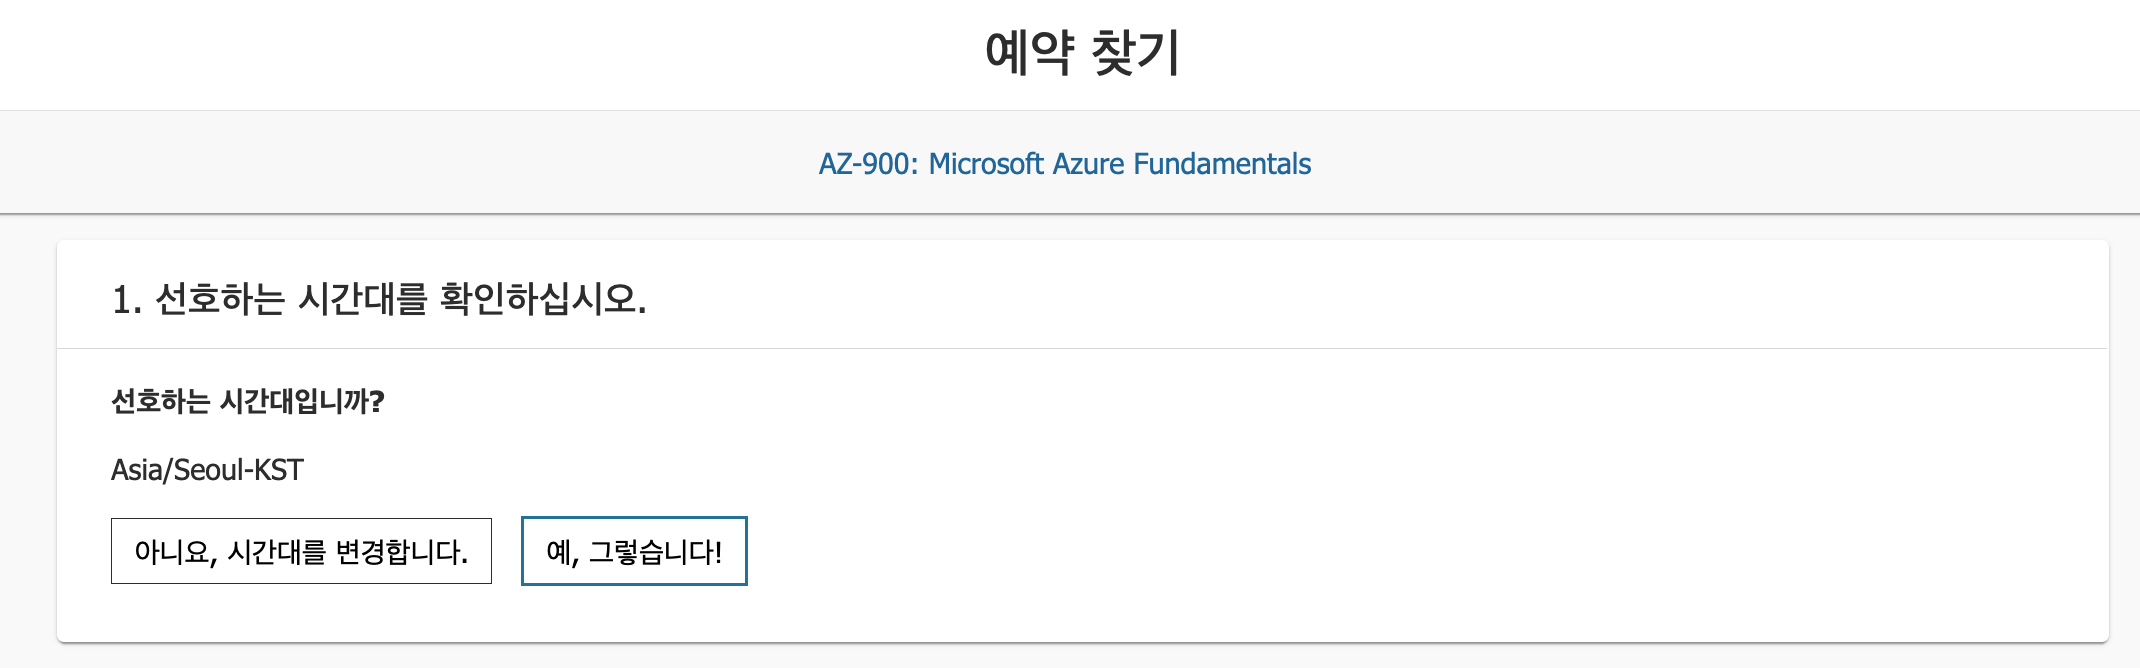 예약 찾기
AZ-900: Microsoft Azure Fundamentals
1. 선호하는 시간대를 확인하십시오.
선호하는 시간대입니까?
Asia/Seoul-KST
아니요, 시간대를 변경합니다.
예, 그렇습니다!